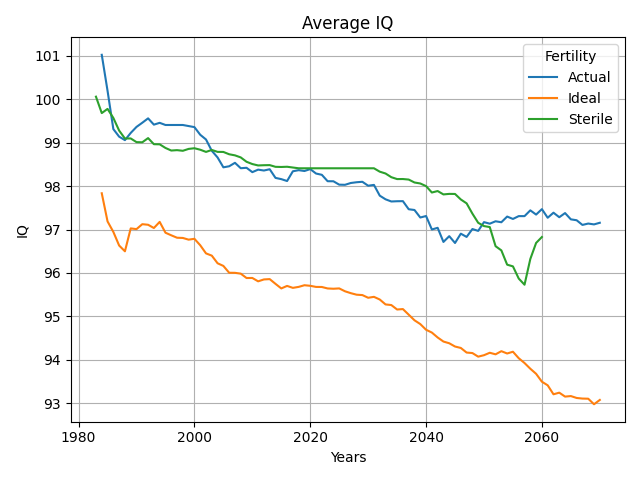 Average IQ
Fertility
Actual
Ideal
Sterile
IQ
101
100
99
98
97
96
95
94
93
1980
2000
2020
2040
2060
Years